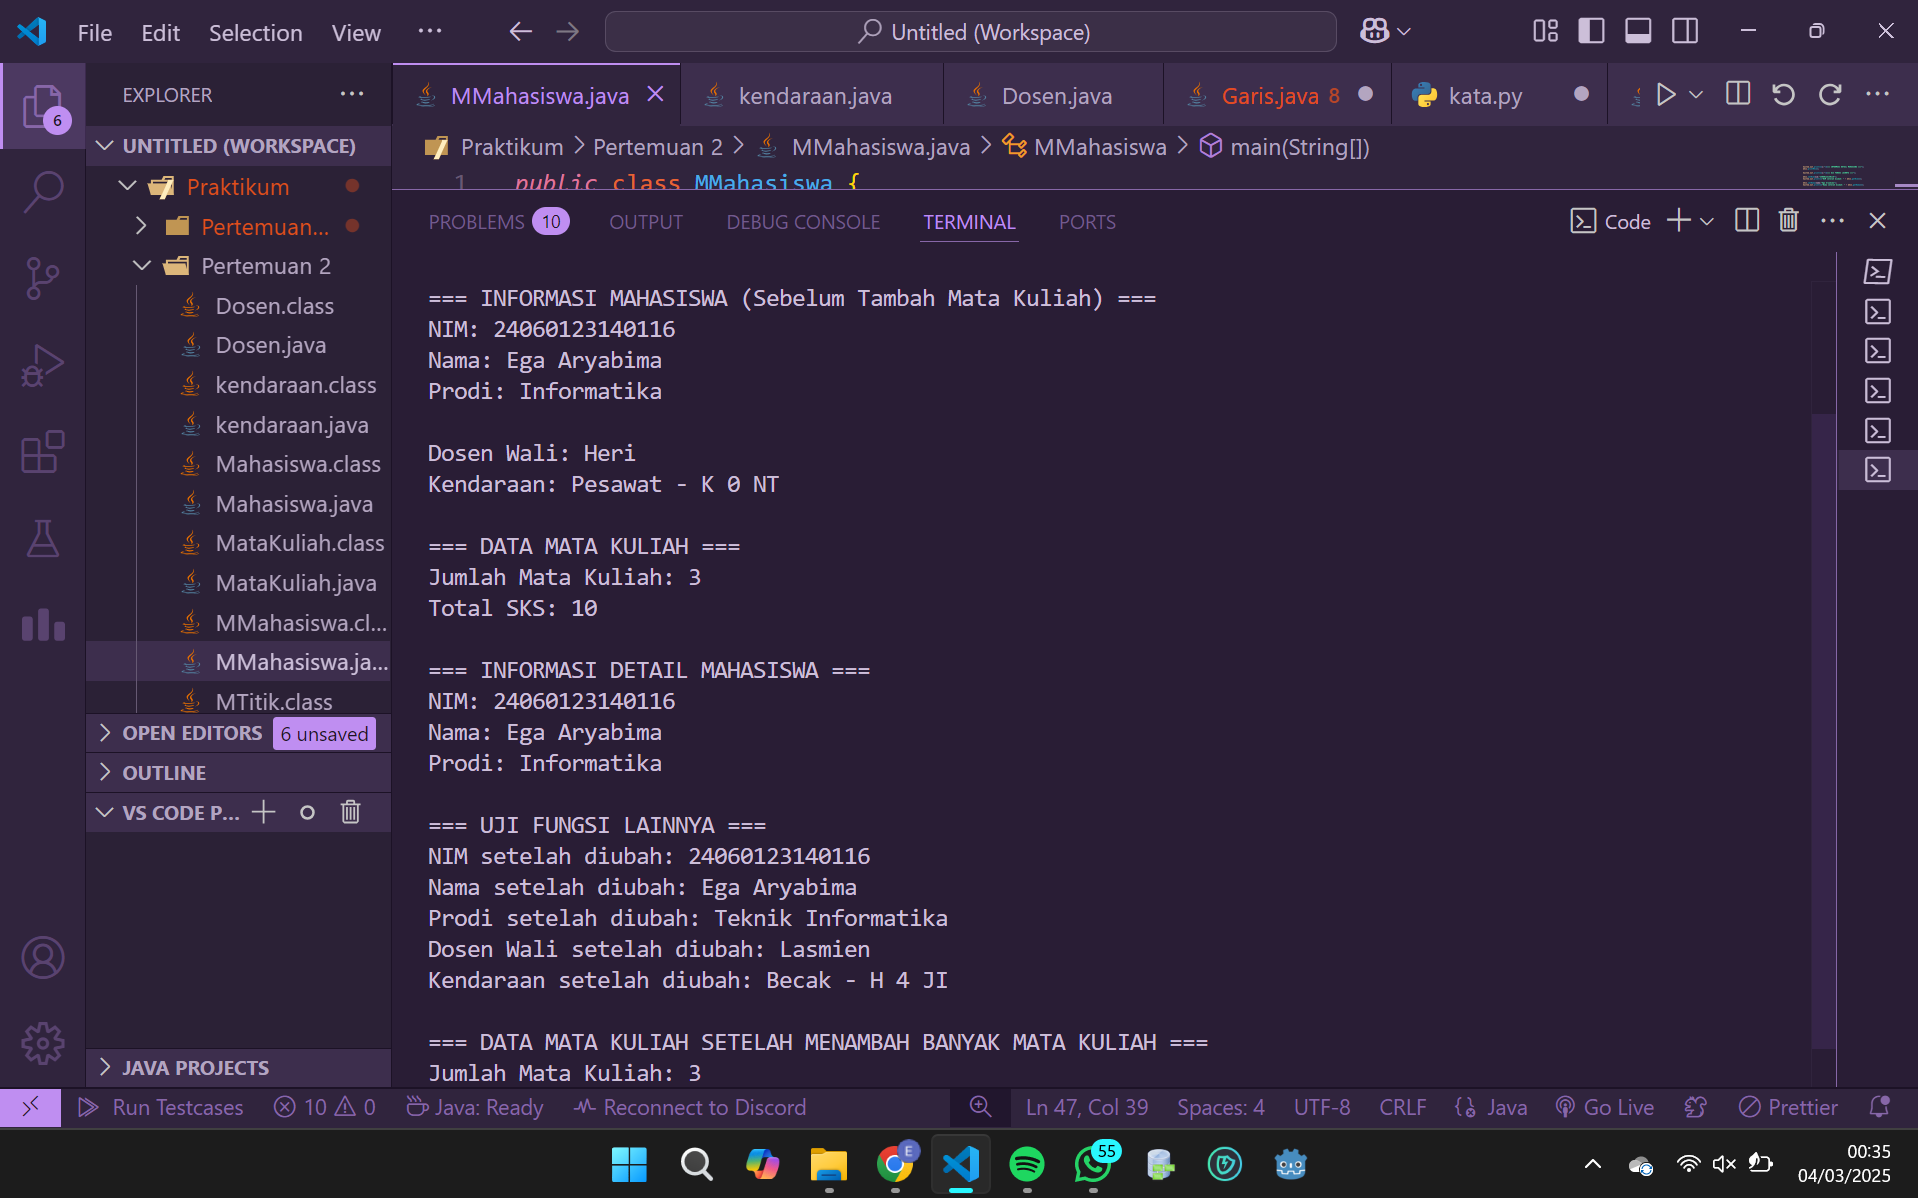 File Edit Selection View ··· Untitled (Workspace)
EXPLORER ···
6
MMahasiswa.java kendaraan.java Dosen.java Garis.java 8 kata.py
UNTITLED (WORKSPACE)
Praktikum > Pertemuan 2 > MMahasiswa.java > MMahasiswa > main(String[])
1 public class MMahasiswa {
Praktikum
Pertemuan...
Pertemuan 2
Dosen.class
Dosen.java
kendaraan.class
kendaraan.java
Mahasiswa.class
Mahasiswa.java
MataKuliah.class
MataKuliah.java
MMahasiswa.cl...
MMahasiswa.ja...
MTitik.class
OPEN EDITORS 6 unsaved
OUTLINE
VS CODE P...
JAVA PROJECTS
PROBLEMS 10 OUTPUT DEBUG CONSOLE TERMINAL PORTS Code
=== INFORMASI MAHASISWA (Sebelum Tambah Mata Kuliah) ===
NIM: 24060123140116
Nama: Ega Aryabima
Prodi: Informatika
Dosen Wali: Heri
Kendaraan: Pesawat - K 0 NT
=== DATA MATA KULIAH ===
Jumlah Mata Kuliah: 3
Total SKS: 10
=== INFORMASI DETAIL MAHASISWA ===
NIM: 24060123140116
Nama: Ega Aryabima
Prodi: Informatika
=== UJI FUNGSI LAINNYA ===
NIM setelah diubah: 24060123140116
Nama setelah diubah: Ega Aryabima
Prodi setelah diubah: Teknik Informatika
Dosen Wali setelah diubah: Lasmien
Kendaraan setelah diubah: Becak - H 4 JI
=== DATA MATA KULIAH SETELAH MENAMBAH BANYAK MATA KULIAH ===
Jumlah Mata Kuliah: 3
Run Testcases 10 0 Java: Ready Reconnect to Discord Ln 47, Col 39 Spaces: 4 UTF-8 CRLF Java Go Live Prettier
E
55
00:35
04/03/2025